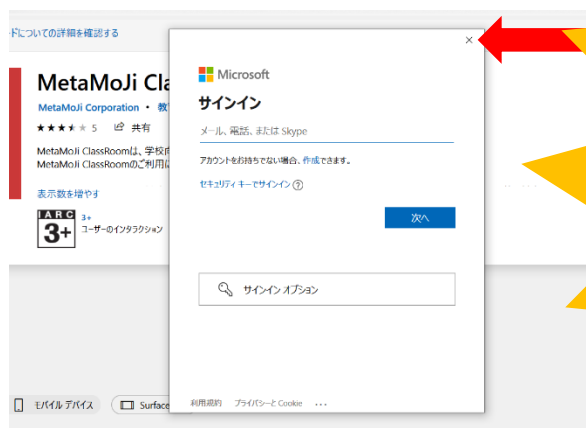 ドについての詳細を確認する
MetaMoJi Cla
MetaMoJi Corporation • 教
5 共有
MetaMoJi ClassRoomは、学校向
MetaMoJi ClassRoomのご利用に
表示数を増やす
IARC
3+
3+
ユーザーのインタラクション
モバイル デバイス
Surface
Microsoft
サインイン
メール、電話、または Skype
アカウントをお持ちでない場合、作成できます。
セキュリティ キーでサインイン
次へ
サインイン オプション
利用規約 プライバシーと Cookie ...